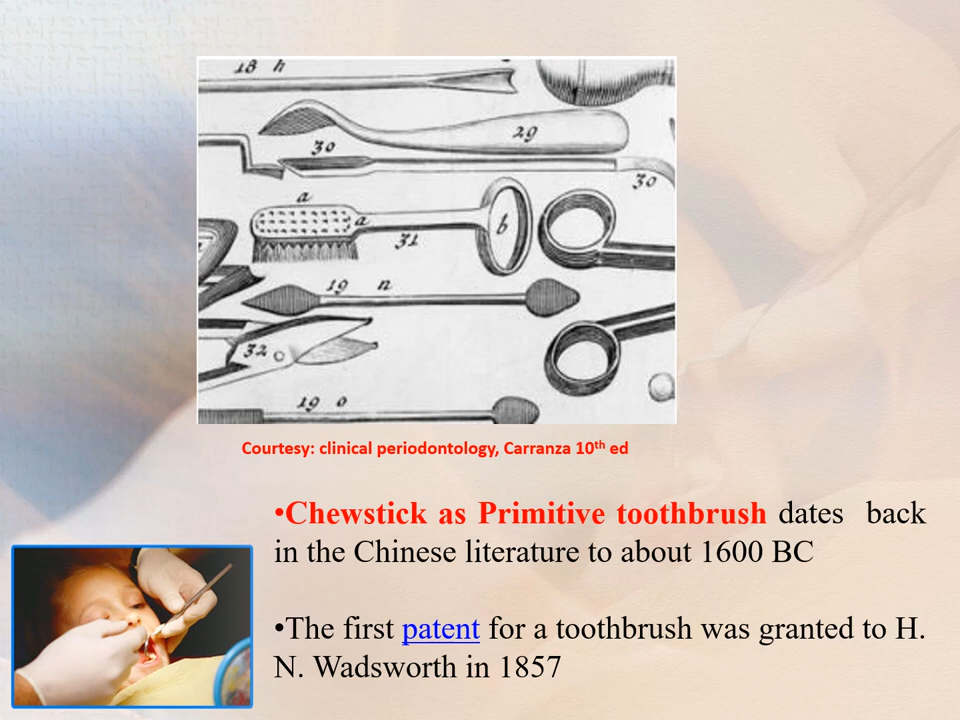 18 h
29
30
30
a
a
b
31
19 n
32
19 o
Courtesy: clinical periodontology, Carranza 10th ed
•Chewstick as Primitive toothbrush dates back
in the Chinese literature to about 1600 BC
•The first patent for a toothbrush was granted to H.
N. Wadsworth in 1857